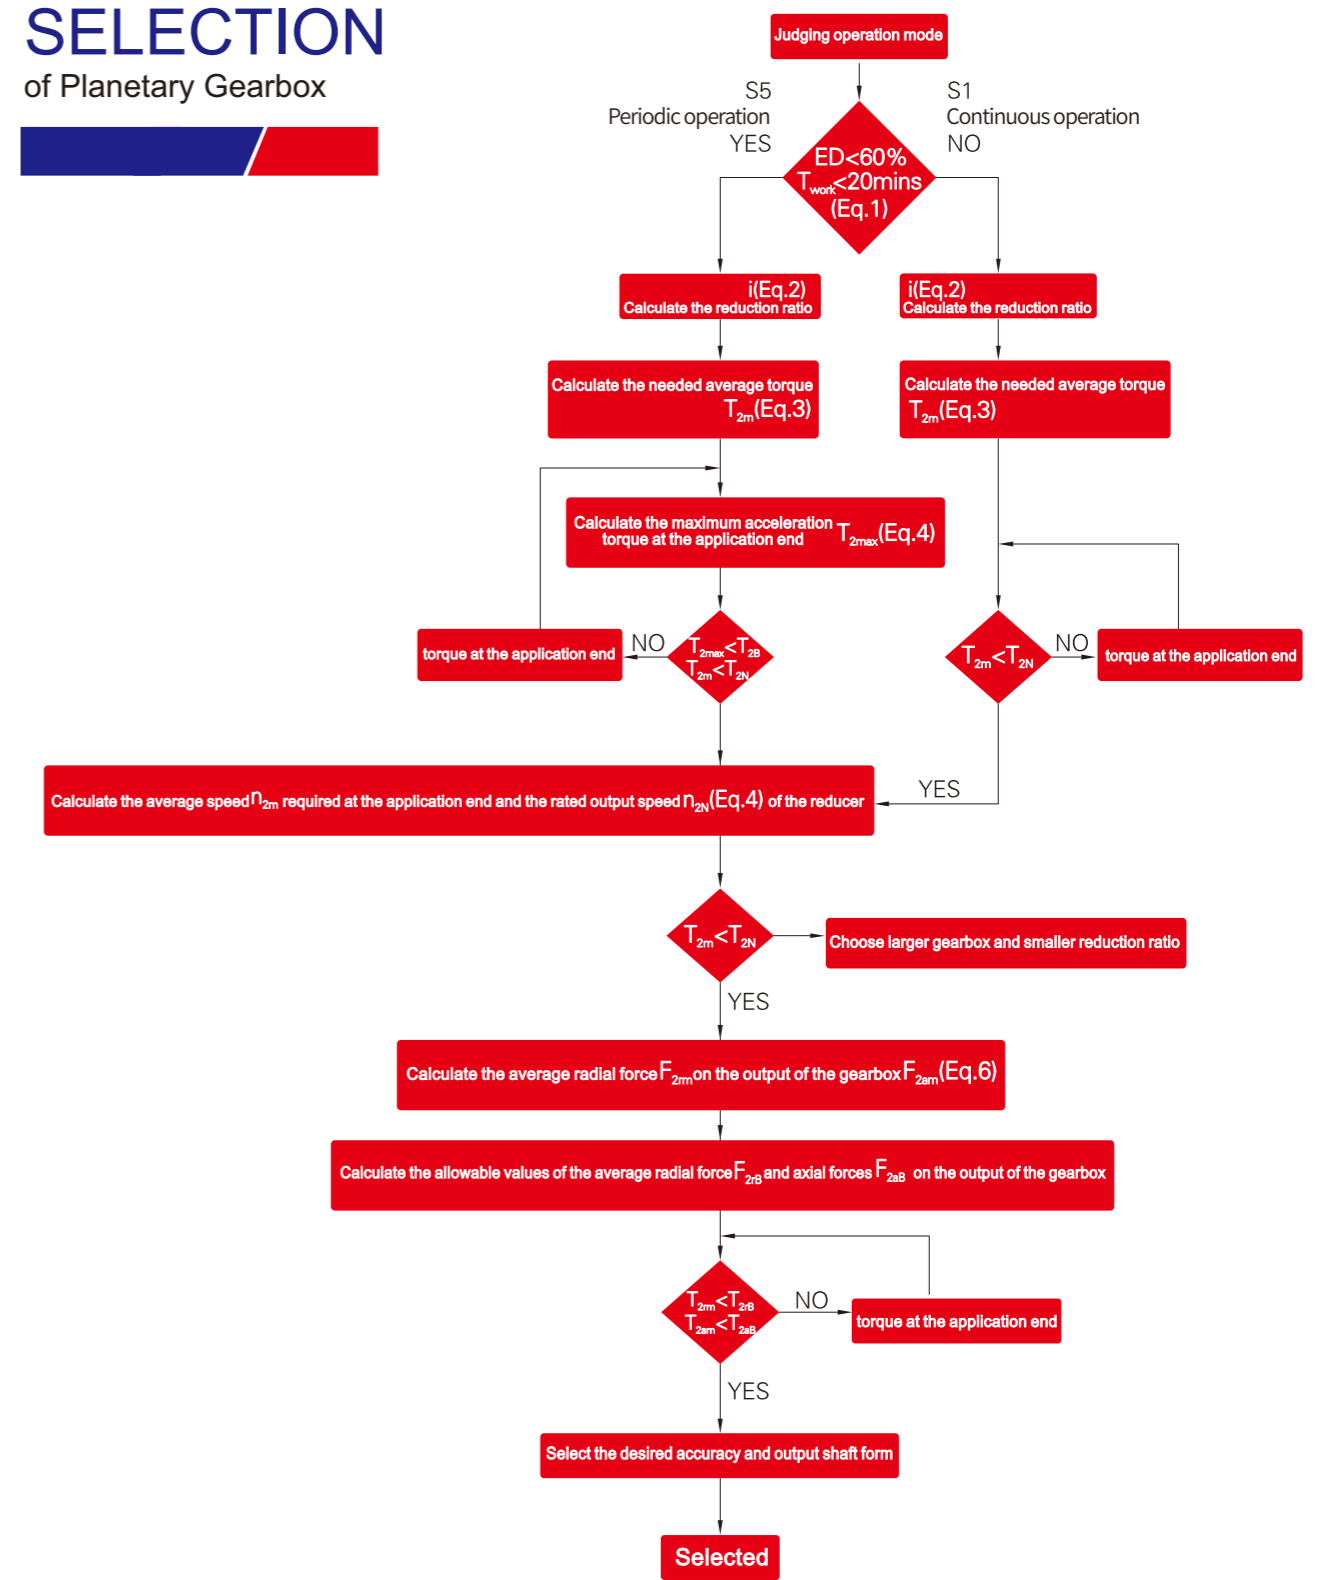 SELECTION
of Planetary Gearbox
Judging operation mode
S5
Periodic operation
YES
S1
Continuous operation
NO
ED<60%
Twork<20mins
(Eq.1)
i(Eq.2)
Calculate the reduction ratio
i(Eq.2)
Calculate the reduction ratio
Calculate the needed average torque
T2m(Eq.3)
Calculate the needed average torque
T2m(Eq.3)
Calculate the maximum acceleration
torque at the application end T2max(Eq.4)
torque at the application end
NO
T2max<T2B
T2m<T2N
T2m<T2N
NO
torque at the application end
Calculate the average speed n2m required at the application end and the rated output speed n2N(Eq.4) of the reducer
YES
T2m<T2N
Choose larger gearbox and smaller reduction ratio
YES
Calculate the average radial force F2rm on the output of the gearbox F2am(Eq.6)
Calculate the allowable values of the average radial force F2rB and axial forces F2aB on the output of the gearbox
T2rm<T2rB
T2am<T2aB
NO
torque at the application end
YES
Select the desired accuracy and output shaft form
Selected